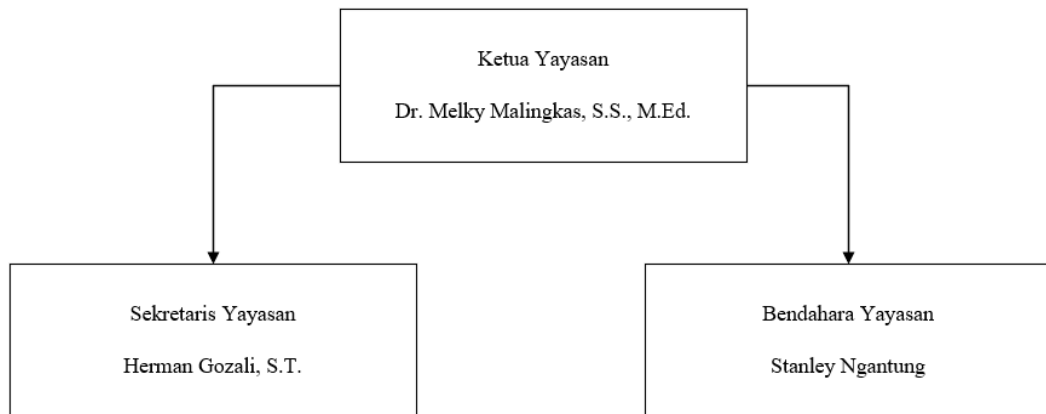 Ketua Yayasan
Dr. Melky Malingkas, S.S., M.Ed.
Sekretaris Yayasan
Herman Gozali, S.T.
Bendahara Yayasan
Stanley Ngantung